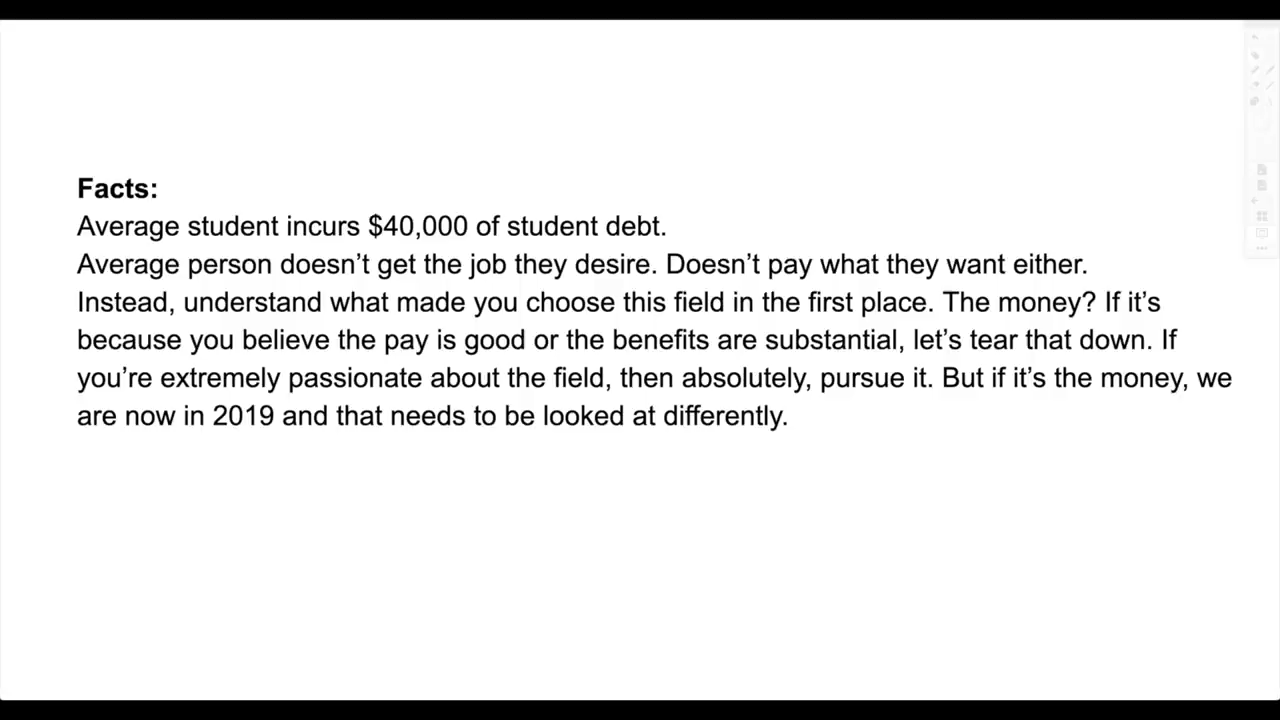 Facts:
Average student incurs $40,000 of student debt.
Average person doesn’t get the job they desire. Doesn’t pay what they want either.
Instead, understand what made you choose this field in the first place. The money? If it’s
because you believe the pay is good or the benefits are substantial, let’s tear that down. If
you’re extremely passionate about the field, then absolutely, pursue it. But if it’s the money, we
are now in 2019 and that needs to be looked at differently.